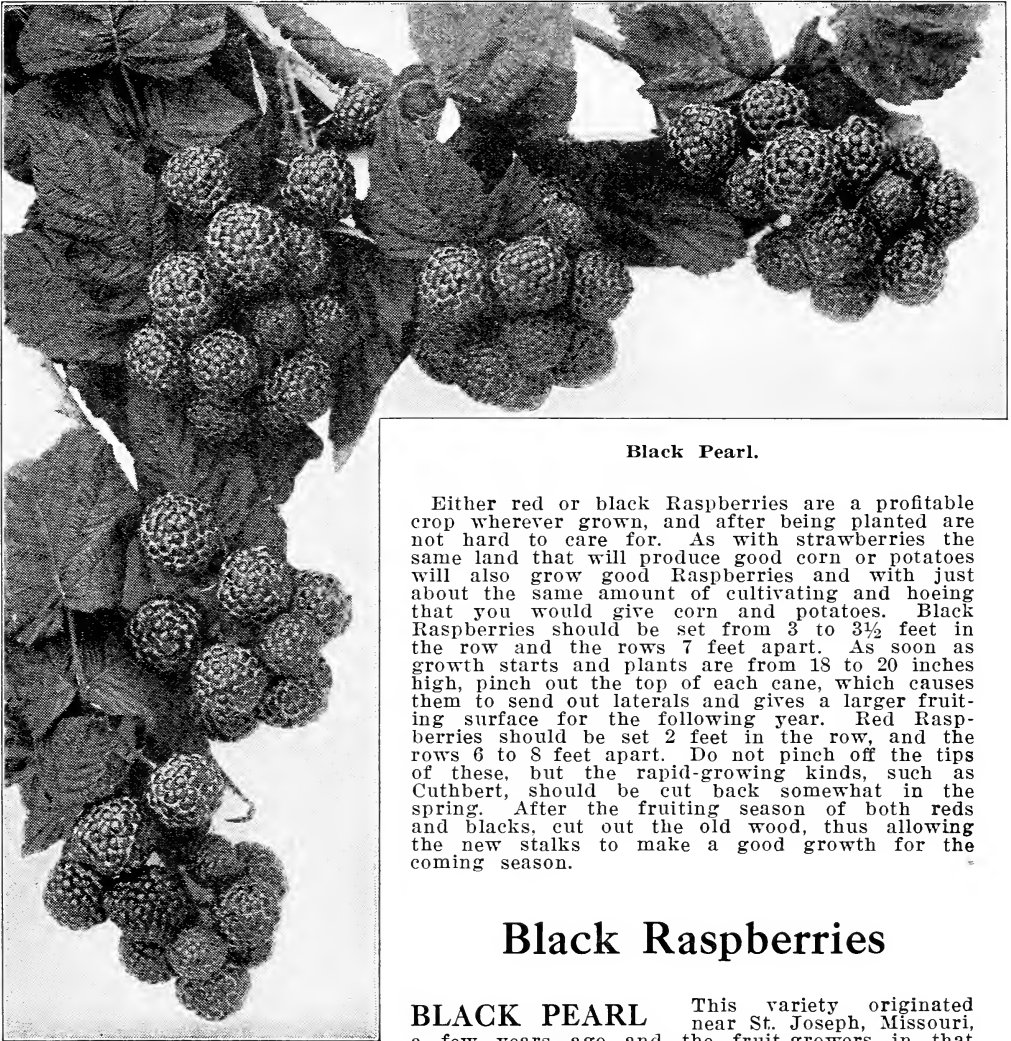 Black Pearl.
Either red or black Raspberries are a profitable
crop wherever grown, and after being planted are
not hard to care for. As with strawberries the
same land that will produce good corn or potatoes
will also grow good Raspberries and with just
about the same amount of cultivating and hoeing
that you would give corn and potatoes. Black
Raspberries should be set from 3 to 3½ feet in
the row and the rows 7 feet apart. As soon as
growth starts and plants are from 18 to 20 inches
high, pinch out the top of each cane, which causes
them to send out laterals and gives a larger fruit-
ing surface for the following year. Red Rasp-
berries should be set 2 feet in the row, and the
rows 6 to 8 feet apart. Do not pinch off the tips
of these, but the rapid-growing kinds, such as
Cuthbert, should be cut back somewhat in the
spring. After the fruiting season of both reds
and blacks, cut out the old wood, thus allowing
the new stalks to make a good growth for the
coming season.
Black Raspberries
BLACK PEARL This variety originated
near St. Joseph, Missouri,
a few years ago and the fruit-growers in that